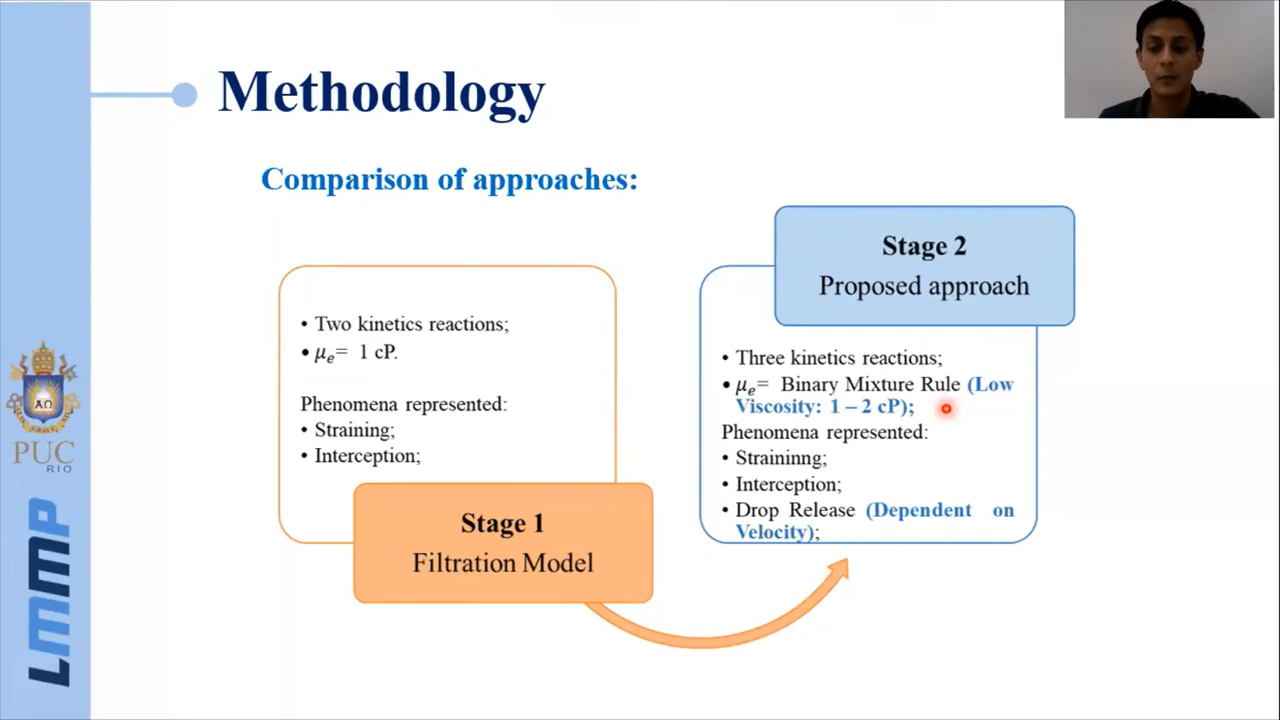 Methodology
Comparison of approaches:
• Two kinetics reactions;
• μₑ= 1 cP.
Phenomena represented:
• Straining;
• Interception;
Stage 1
Filtration Model
Stage 2
Proposed approach
• Three kinetics reactions;
• μₑ= Binary Mixture Rule (Low
Viscosity: 1 – 2 cP);
Phenomena represented:
• Straininng;
• Interception;
• Drop Release (Dependent on
Velocity);
ΑΩ
PUC
RIO
LMMP